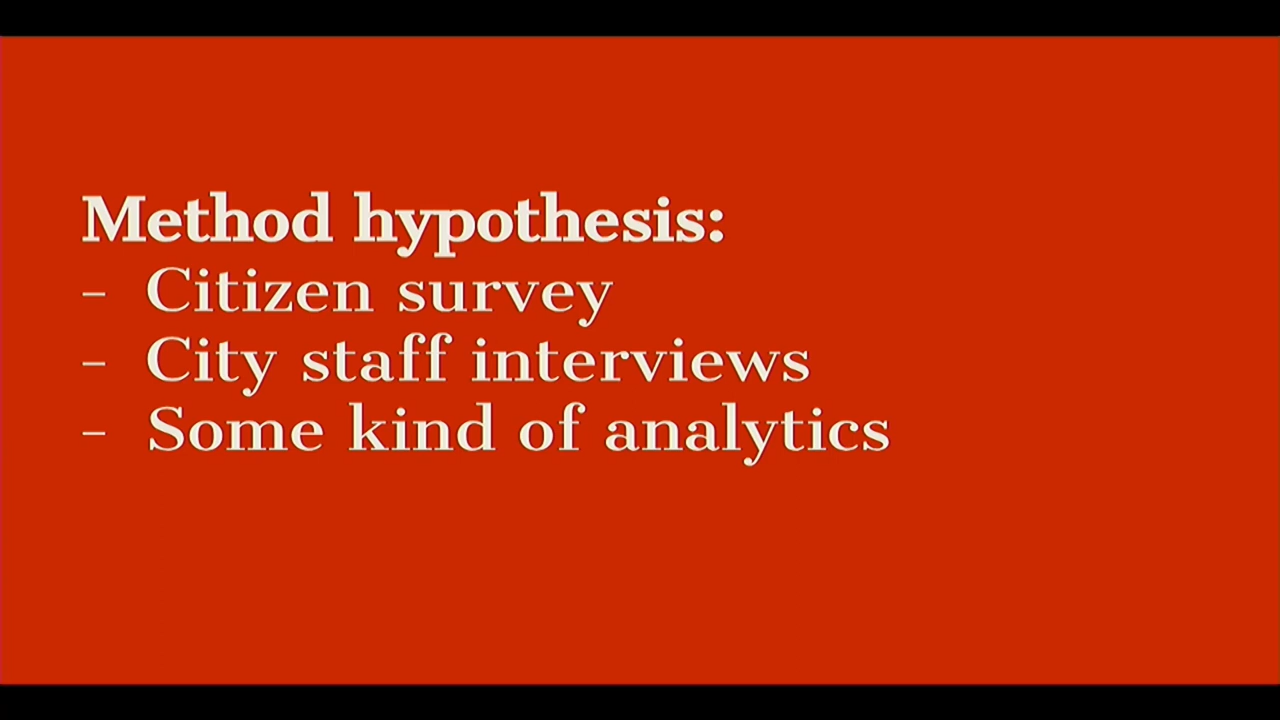 Method hypothesis:
- Citizen survey
- City staff interviews
- Some kind of analytics